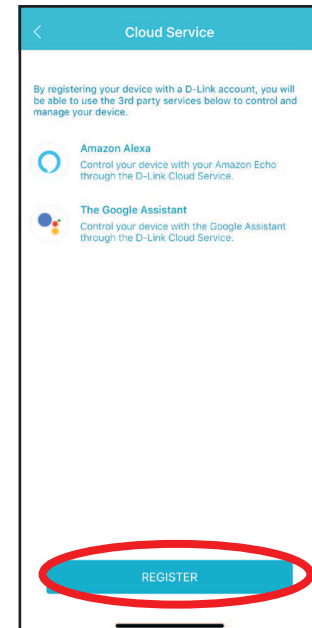 Cloud Service
By registering your device with a D-Link account, you will
be able to use the 3rd party services below to control and
manage your device.
Amazon Alexa
Control your device with your Amazon Echo
through the D-Link Cloud Service.
The Google Assistant
Control your device with the Google Assistant
through the D-Link Cloud Service.
REGISTER